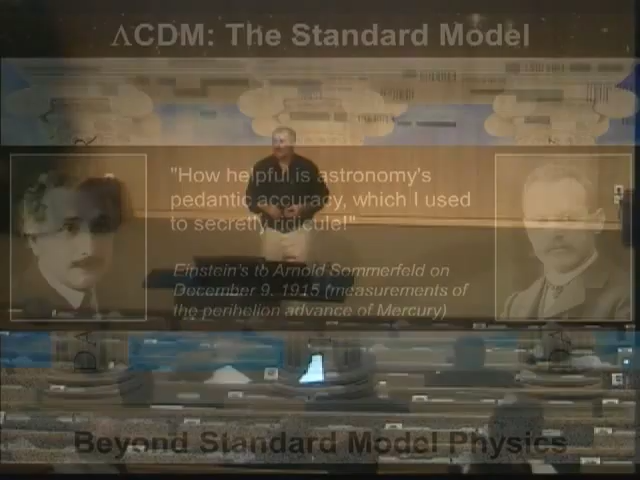 ΛCDM: The Standard Model
"How helpful is astronomy's
pedantic accuracy, which I used
to secretly ridicule!"
Einstein's to Arnold Sommerfeld on
December 9, 1915 (measurements of
the perihelion advance of Mercury)
Beyond Standard Model Physics